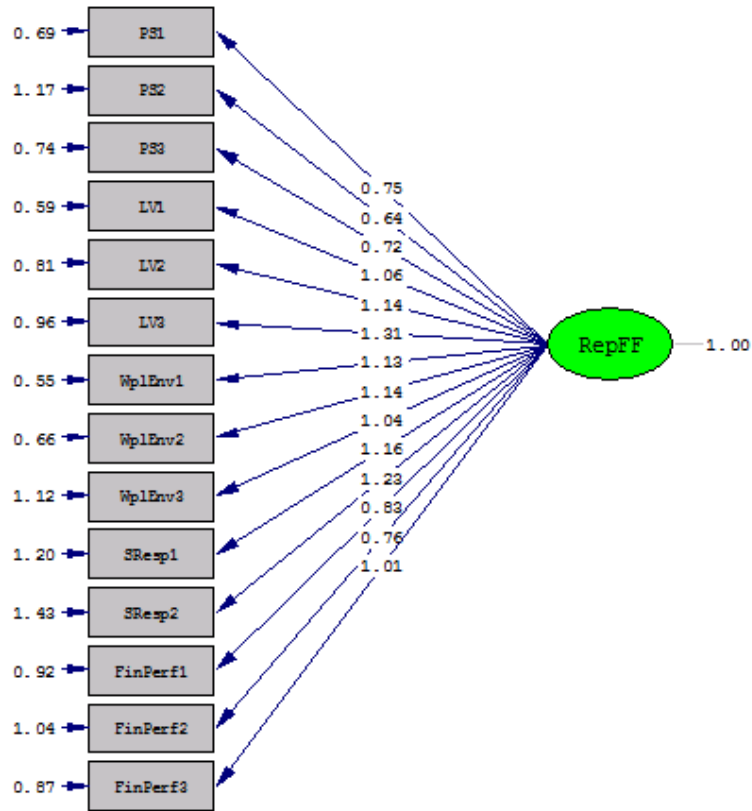 0.69 PS1
1.17 PS2
0.74 PS3
0.59 LV1
0.81 LV2
0.96 LV3
0.55 WplEnv1
0.66 WplEnv2
1.12 WplEnv3
1.20 SResp1
1.43 SResp2
0.92 FinPerf1
1.04 FinPerf2
0.87 FinPerf3
0.75
0.64
0.72
1.06
1.14
1.31
1.13
1.14
1.04
1.16
1.23
0.83
0.76
1.01
RepFF 1.00